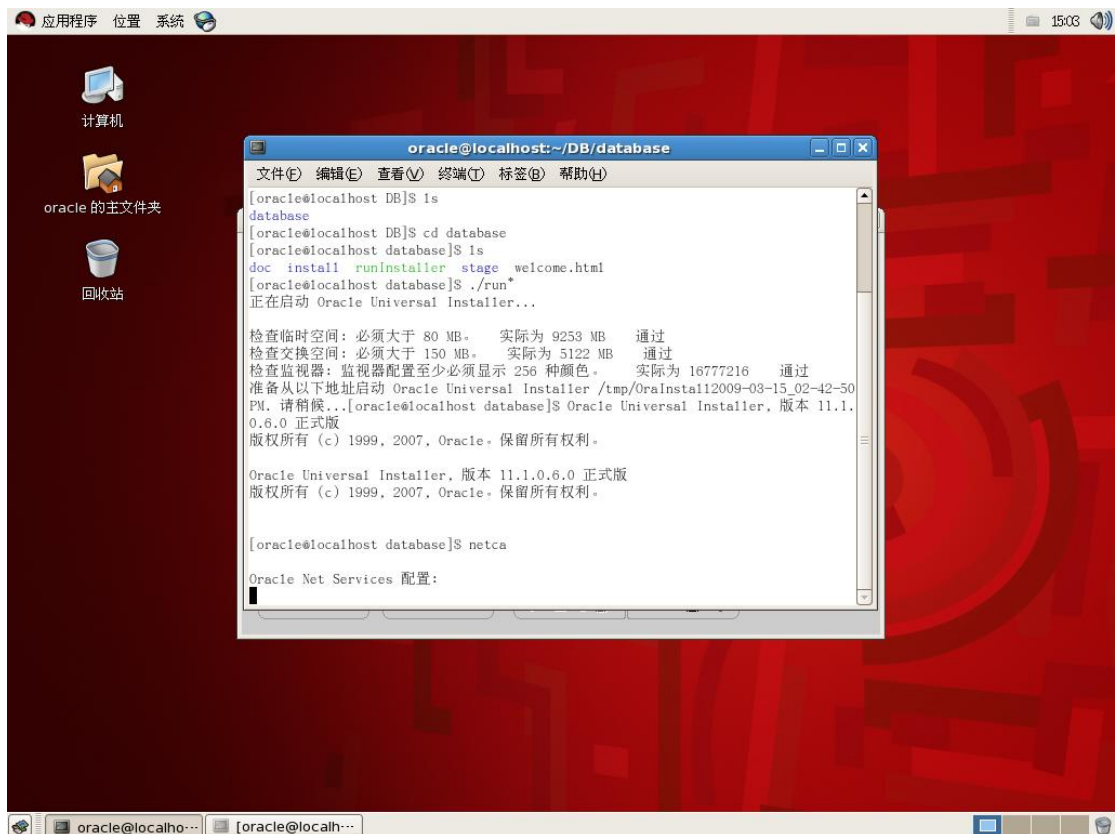 应用程序 位置 系统 15:03
计算机
oracle 的主文件夹
回收站
oracle@localhost:~/DB/database
文件(F) 编辑(E) 查看(V) 终端(T) 标签(B) 帮助(H)
[oracle@localhost DB]$ ls
database
[oracle@localhost DB]$ cd database
[oracle@localhost database]$ ls
doc install runInstaller stage welcome.html
[oracle@localhost database]$ ./run*
正在启动 Oracle Universal Installer...
检查临时空间: 必须大于 80 MB。 实际为 9253 MB 通过
检查交换空间: 必须大于 150 MB。 实际为 5122 MB 通过
检查监视器: 监视器配置至少必须显示 256 种颜色。 实际为 16777216 通过
准备从以下地址启动 Oracle Universal Installer /tmp/OraInstall2009-03-15_02-42-50
PM. 请稍候...[oracle@localhost database]$ Oracle Universal Installer, 版本 11.1.
0.6.0 正式版
版权所有 (c) 1999, 2007, Oracle。保留所有权利。
Oracle Universal Installer, 版本 11.1.0.6.0 正式版
版权所有 (c) 1999, 2007, Oracle。保留所有权利。
[oracle@localhost database]$ netca
Oracle Net Services 配置:
oracle@localho... [oracle@localh...